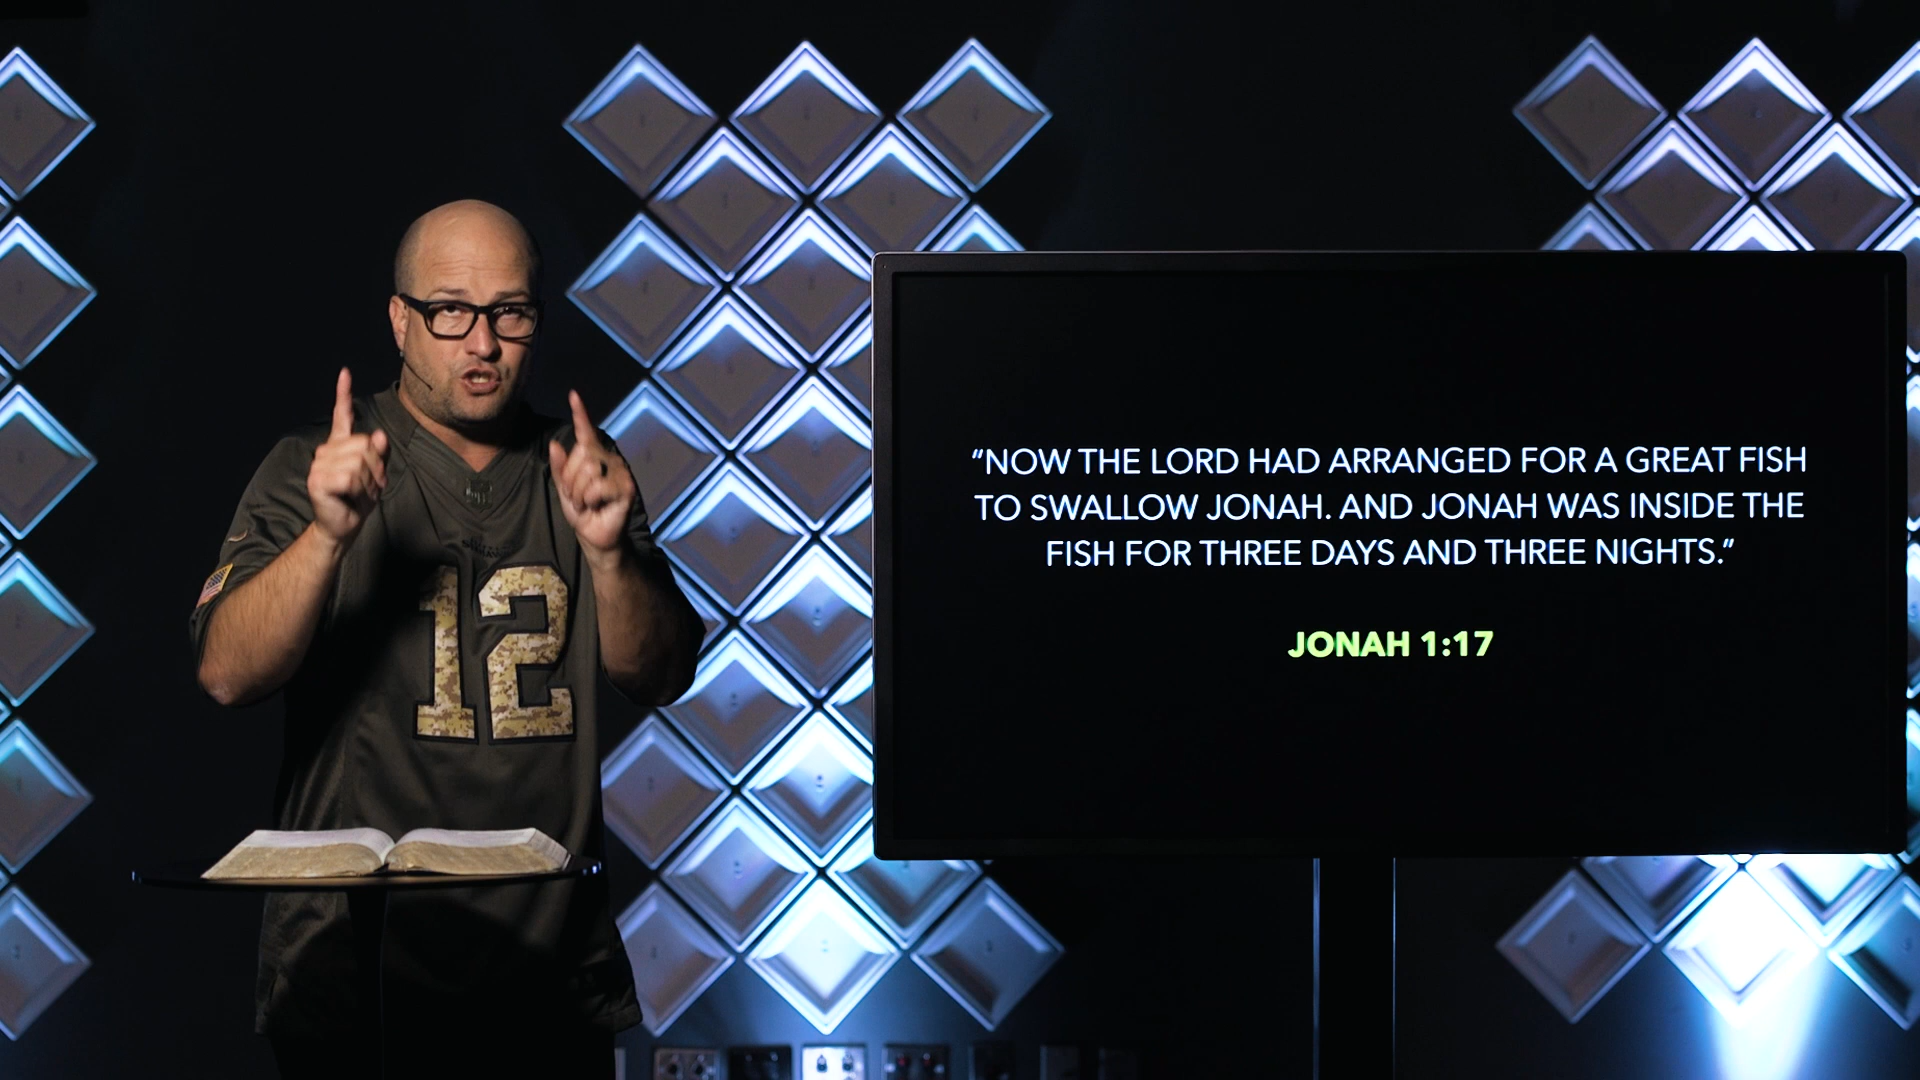 “NOW THE LORD HAD ARRANGED FOR A GREAT FISH
TO SWALLOW JONAH. AND JONAH WAS INSIDE THE
FISH FOR THREE DAYS AND THREE NIGHTS.”
JONAH 1:17
12